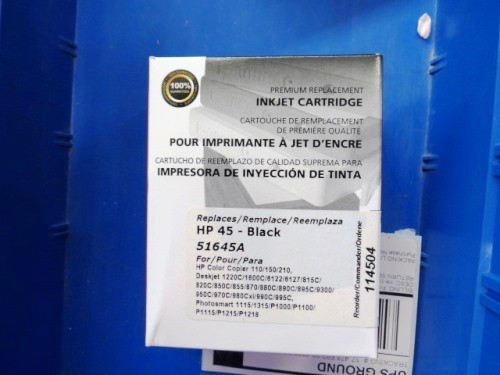 100%
PREMIUM REPLACEMENT
INKJET CARTRIDGE
CARTOUCHE DE REMPLACEMENT
DE PREMIÈRE QUALITE
POUR IMPRIMANTE À JET D'ENCRE
CARTUCHO DE REEMPLAZO DE CALIDAD SUPREMA PARA
IMPRESORA DE INYECCIÓN DE TINTA
Replaces/Remplace/Reemplaza
HP 45 - Black
51645A
For/Pour/Para
HP Color Copier 110/150/210,
Deskjet 1220C/1600C/6122/6127/815C/
820C/850C/855/870/880C/890C/895C/9300/
950C/970C/980Cxi/990C/995C,
Photosmart 1115/1315/P1000/P1100/
P1115/P1215/P1218
Reorder/Commander/Ordene
114504
UPS GROUND